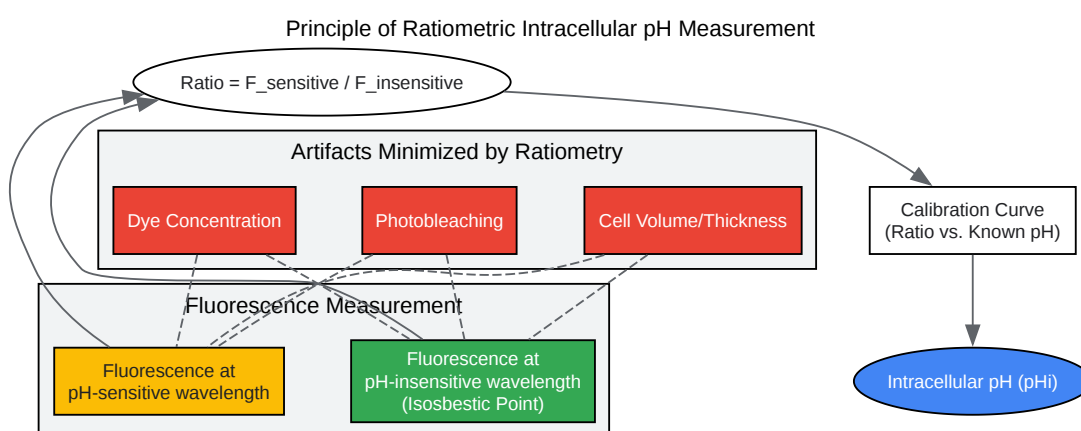 Principle of Ratiometric Intracellular pH Measurement
Ratio = F_sensitive / F_insensitive
Artifacts Minimized by Ratiometry
Dye Concentration
Photobleaching
Cell Volume/Thickness
Calibration Curve
(Ratio vs. Known pH)
Fluorescence Measurement
Fluorescence at
pH-sensitive wavelength
Fluorescence at
pH-insensitive wavelength
(Isosbestic Point)
Intracellular pH (pHi)